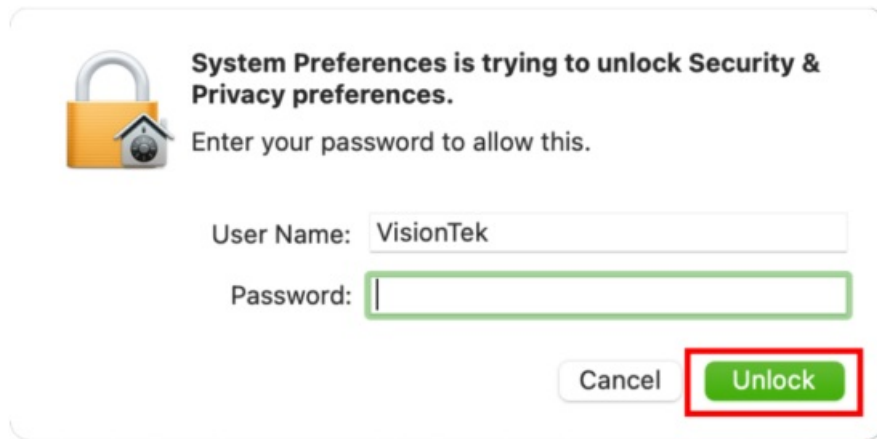 System Preferences is trying to unlock Security &
Privacy preferences.
Enter your password to allow this.
User Name: VisionTek
Password:
Cancel Unlock